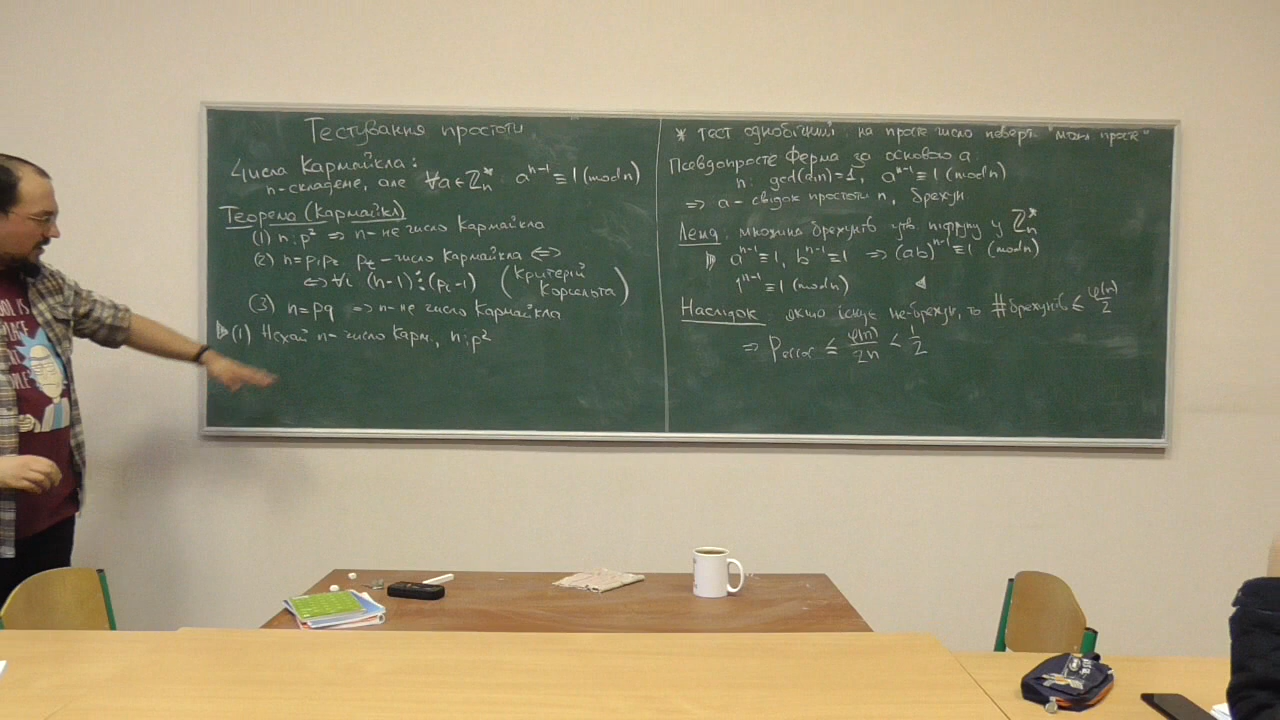 Тестування простоти
Числа Кармайкла:
n-складене, але ∀a∈ℤₙ* : aⁿ⁻¹≡1 (mod n)
Теорема (Кармайкл)
(1) n⋮p² ⇒ n-не число Кармайкла
(2) n=p₁p₂ pₜ-число Кармайкла ⇔
⇔ ∀i (n-1)⋮(pᵢ-1) (Критерій Корсельта)
(3) n=pq ⇒ n-не число Кармайкла
▷(1) Нехай n-число Карм., n⋮p²
* тест однобічний: на просте число поверт "може прост"
Псевдопросте Ферма за основою a:
n: gcd(a,n)=1, aⁿ⁻¹≡1 (mod n)
⇒ a-свідок простоти n, брехун
Лема: множина брехунів утв. підгрупу у ℤₙ*
▷ aⁿ⁻¹≡1, bⁿ⁻¹≡1 ⇒ (ab)ⁿ⁻¹≡1 (mod n)
1ⁿ⁻¹≡1 (mod n) ◁
Наслідок: якщо існує не-брехун, то #брехунів ≤ φ(n)/2
⇒ Perror ≤ φ(n)/2n < 1/2